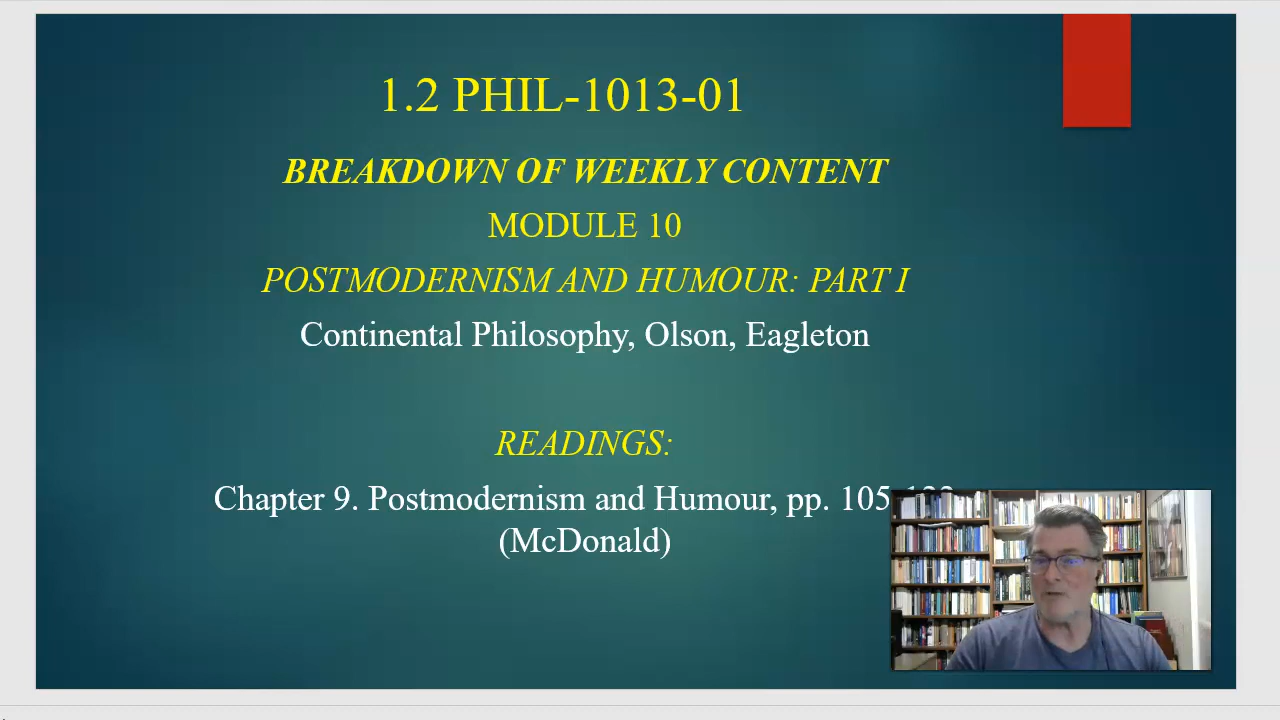 1.2 PHIL-1013-01
BREAKDOWN OF WEEKLY CONTENT
MODULE 10
POSTMODERNISM AND HUMOUR: PART I
Continental Philosophy, Olson, Eagleton
READINGS:
Chapter 9. Postmodernism and Humour, pp. 105
(McDonald)